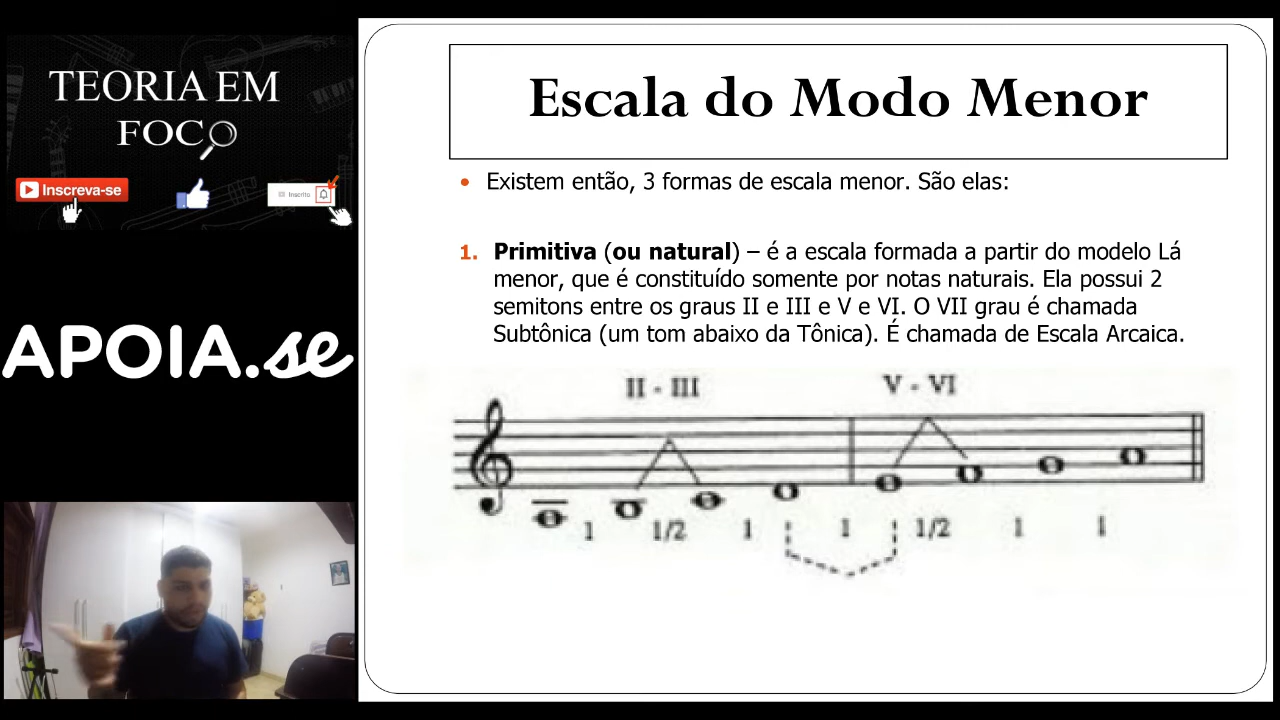 TEORIA EM
FOCO
Inscreva-se
Inscrito
APOIA.se
Escala do Modo Menor
• Existem então, 3 formas de escala menor. São elas:
1. Primitiva (ou natural) – é a escala formada a partir do modelo Lá
menor, que é constituído somente por notas naturais. Ela possui 2
semitons entre os graus II e III e V e VI. O VII grau é chamada
Subtônica (um tom abaixo da Tônica). É chamada de Escala Arcaica.
II - III V - VI
1 1/2 1 1 1/2 1 1